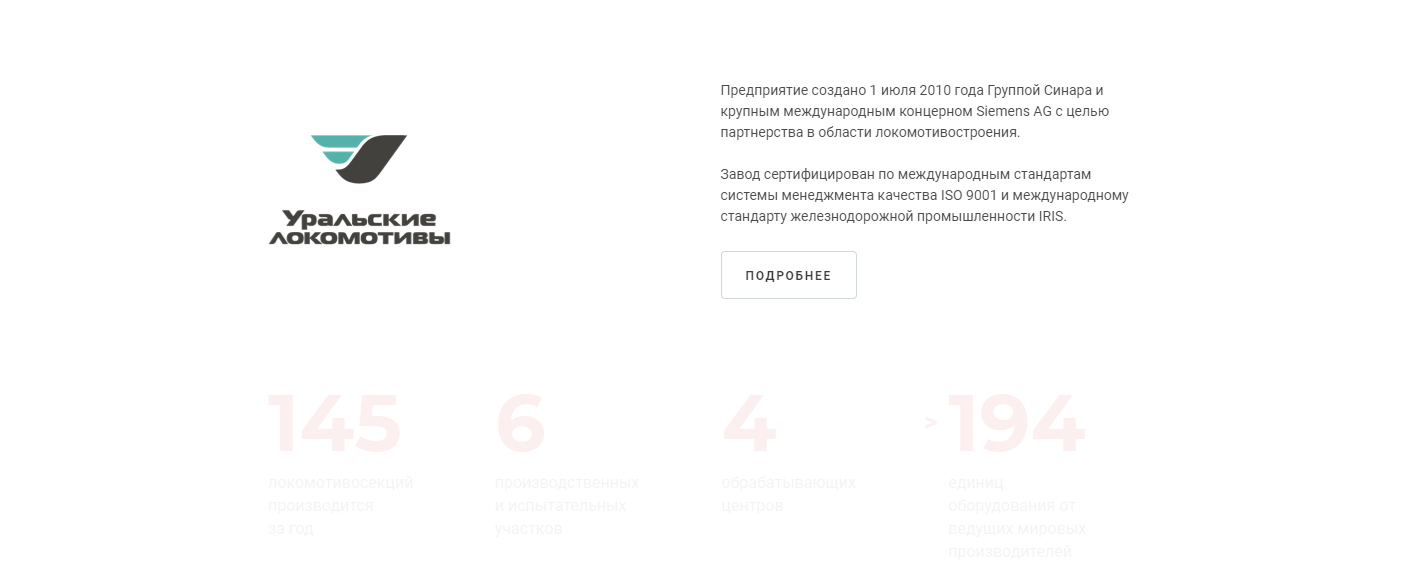 Уральские
локомотивы
Предприятие создано 1 июля 2010 года Группой Синара и
крупным международным концерном Siemens AG с целью
партнерства в области локомотивостроения.
Завод сертифицирован по международным стандартам
системы менеджмента качества ISO 9001 и международному
стандарту железнодорожной промышленности IRIS.
ПОДРОБНЕЕ
145
локомотивосекций
производится
за год
6
производственных
и испытательных
участков
4
обрабатывающих
центров
> 194
единиц
оборудования от
ведущих мировых
производителей